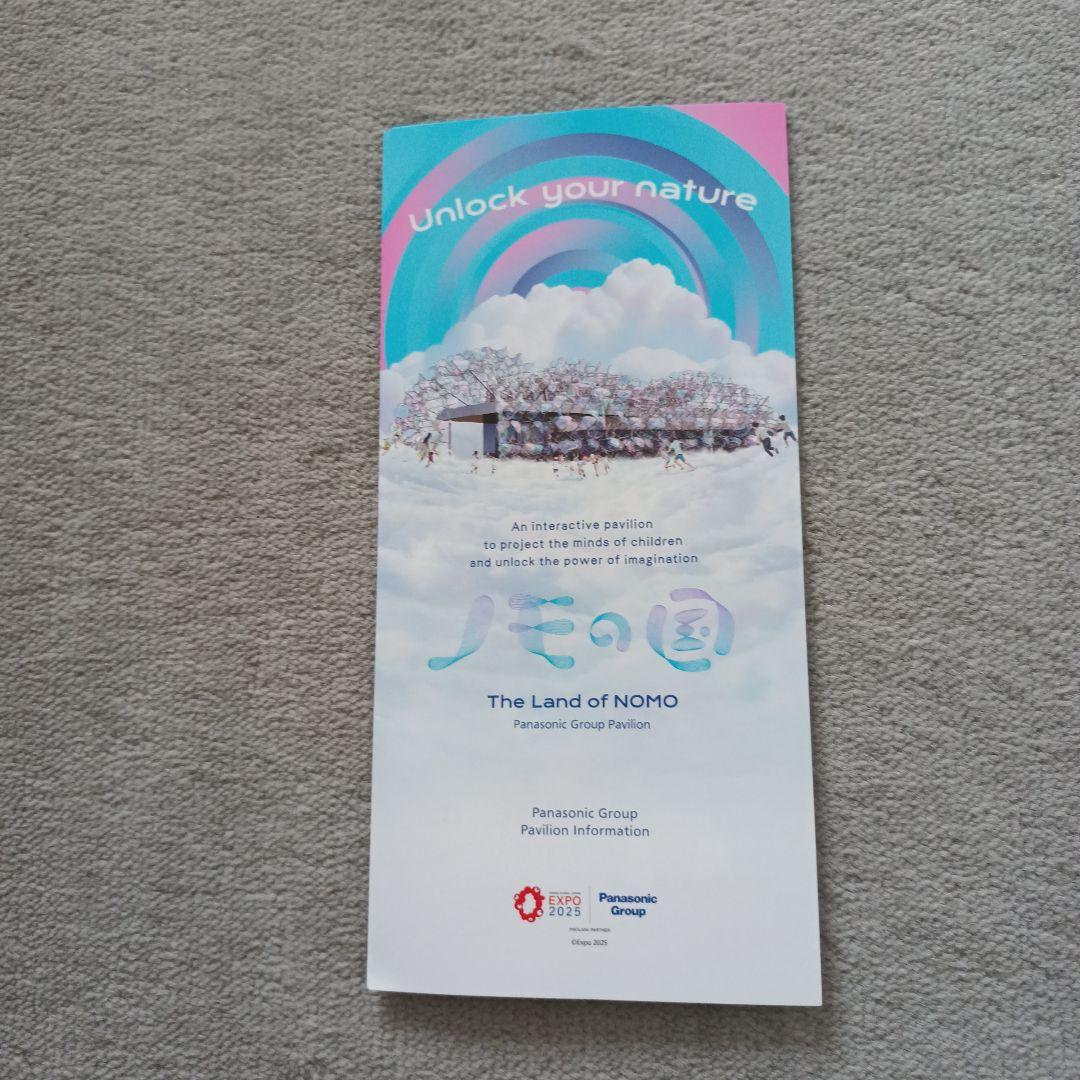 Unlock your nature
An interactive pavilion
to project the minds of children
and unlock the power of imagination
ノモの国
The Land of NOMO
Panasonic Group Pavilion
Panasonic Group
Pavilion Information
EXPO
2025
Panasonic
Group
PAVILION PARTNER
©Expo 2025